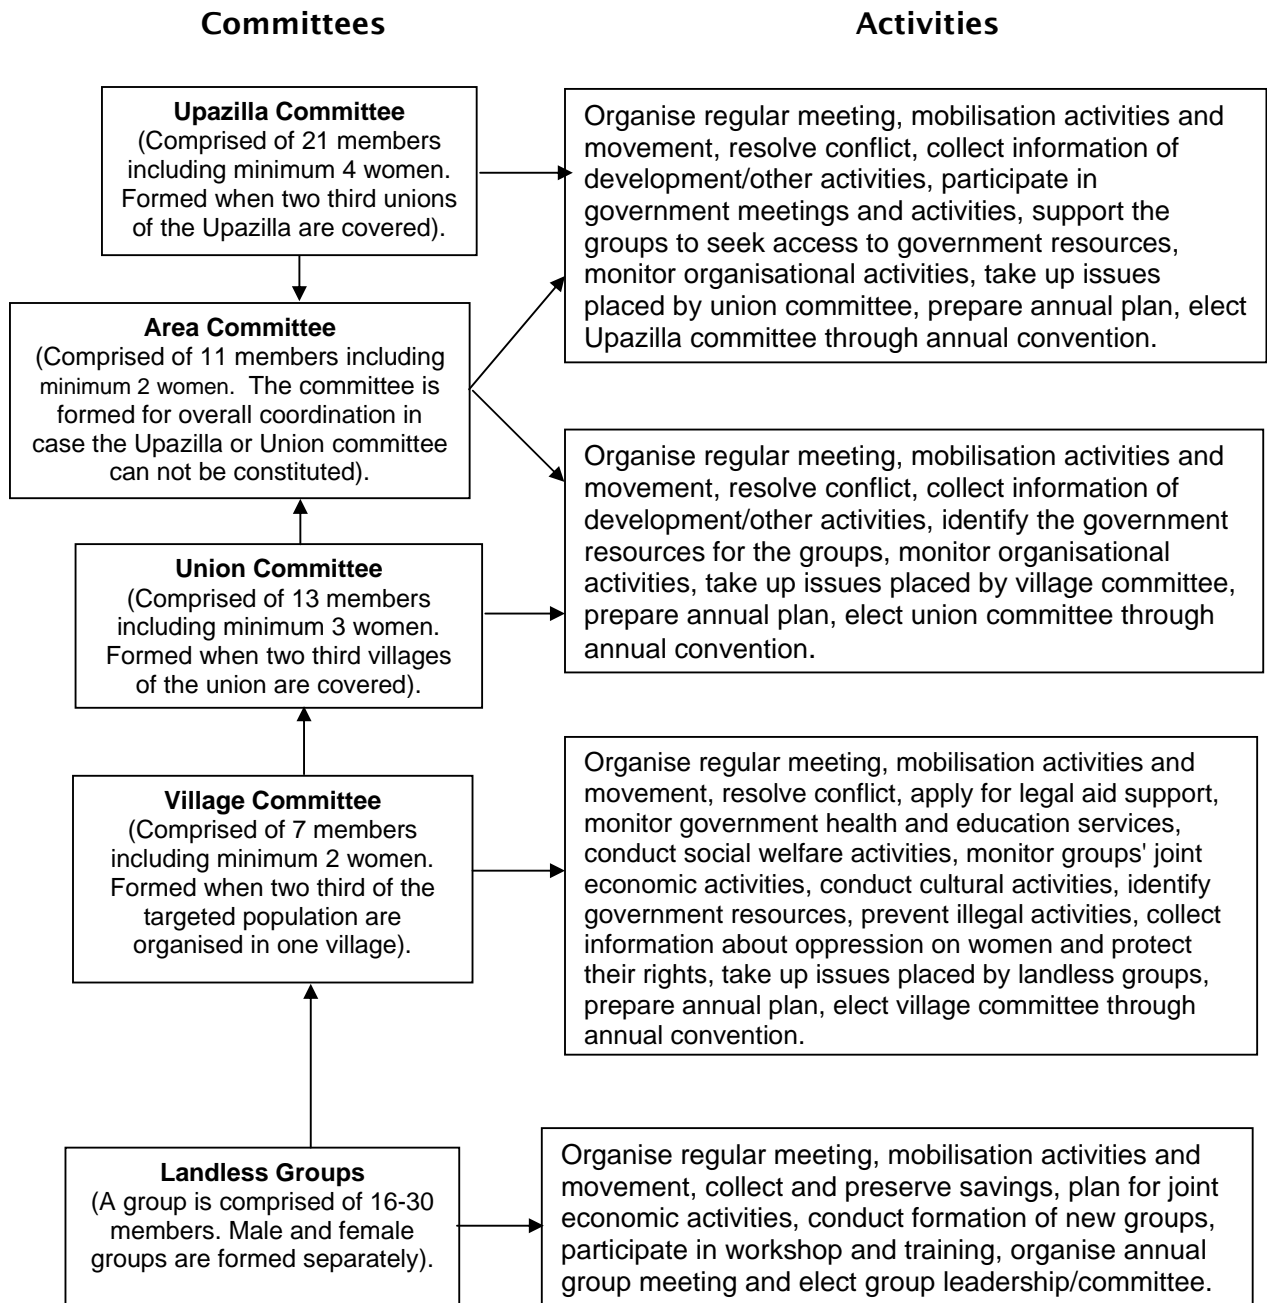 Committees
Activities
Upazilla Committee
(Comprised of 21 members
including minimum 4 women.
Formed when two third unions
of the Upazilla are covered).
Organise regular meeting, mobilisation activities and
movement, resolve conflict, collect information of
development/other activities, participate in
government meetings and activities, support the
groups to seek access to government resources,
monitor organisational activities, take up issues
placed by union committee, prepare annual plan, elect
Upazilla committee through annual convention.
Area Committee
(Comprised of 11 members including
minimum 2 women. The committee is
formed for overall coordination in
case the Upazilla or Union committee
can not be constituted).
Organise regular meeting, mobilisation activities and
movement, resolve conflict, collect information of
development/other activities, identify the government
resources for the groups, monitor organisational
activities, take up issues placed by village committee,
prepare annual plan, elect union committee through
annual convention.
Union Committee
(Comprised of 13 members
including minimum 3 women.
Formed when two third villages
of the union are covered).
Village Committee
(Comprised of 7 members
including minimum 2 women.
Formed when two third of the
targeted population are
organised in one village).
Organise regular meeting, mobilisation activities and
movement, resolve conflict, apply for legal aid support,
monitor government health and education services,
conduct social welfare activities, monitor groups' joint
economic activities, conduct cultural activities, identify
government resources, prevent illegal activities, collect
information about oppression on women and protect
their rights, take up issues placed by landless groups,
prepare annual plan, elect village committee through
annual convention.
Landless Groups
(A group is comprised of 16-30
members. Male and female
groups are formed separately).
Organise regular meeting, mobilisation activities and
movement, collect and preserve savings, plan for joint
economic activities, conduct formation of new groups,
participate in workshop and training, organise annual
group meeting and elect group leadership/committee.